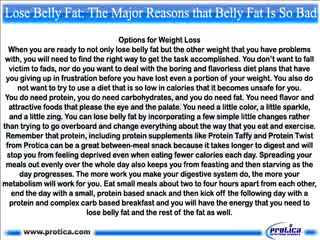 Lose Belly Fat: The Major Reasons that Belly Fat Is So Bad
Options for Weight Loss
When you are ready to not only lose belly fat but the other weight that you have problems
with, you will need to find the right way to get the task accomplished. You don't want to fall
victim to fads, nor do you want to deal with the boring and flavorless diet plans that have
you giving up in frustration before you have lost even a portion of your weight. You also do
not want to try to use a diet that is so low in calories that it becomes unsafe for you.
You do need protein, you do need carbohydrates, and you do need fat. You need flavor and
attractive foods that please the eye and the palate. You need a little color, a little sparkle,
and a little zing. You can lose belly fat by incorporating a few simple little changes rather
than trying to go overboard and change everything about the way that you eat and exercise.
Remember that protein, including protein supplements like Protein Taffy and Protein Twist
from Protica can be a great between-meal snack because it takes longer to digest and will
stop you from feeling deprived even when eating fewer calories each day. Spreading your
meals out evenly over the whole day also keeps you from feasting and then starving as the
day progresses. The more work you make your digestive system do, the more your
metabolism will work for you. Eat small meals about two to four hours apart from each other,
end the day with a small, protein based snack and then kick off the following day with a
protein and complex carb based breakfast and you will have the energy that you need to
lose belly fat and the rest of the fat as well.
www.protica.com
protica